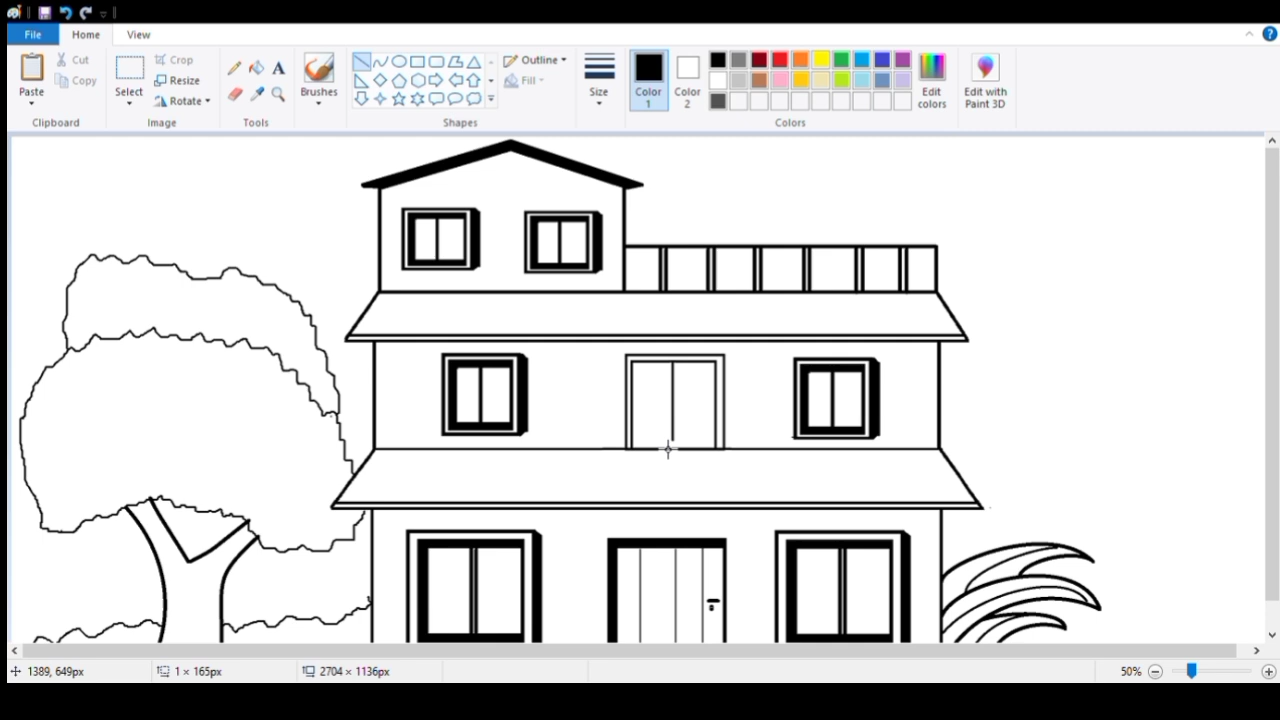 File Home View
Paste Cut Copy
Clipboard
Select Crop Resize Rotate
Image
A
Tools
Brushes
Shapes
Outline
Fill
Size
Color 1
Color 2
Edit colors
Colors
Edit with Paint 3D
?
1389, 649px 1 × 165px 2704 × 1136px 50%